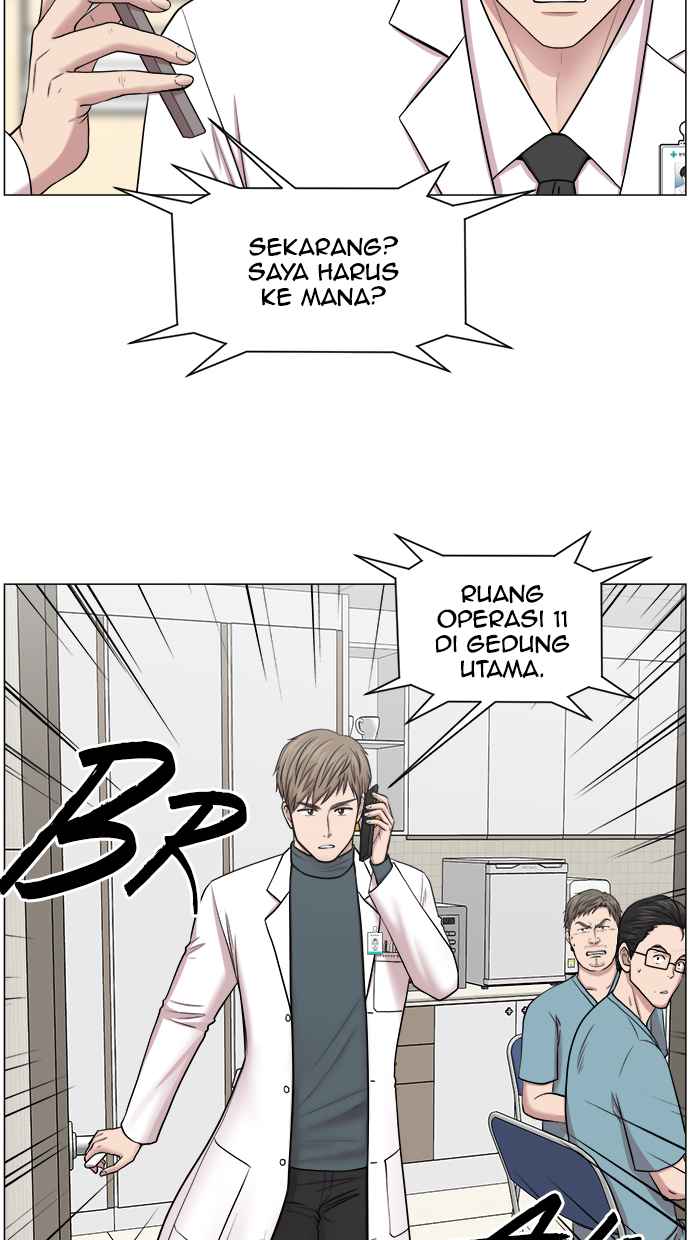 SEKARANG?
SAYA HARUS
KE MANA?
RUANG
OPERASI 11
DI GEDUNG
UTAMA.
BR